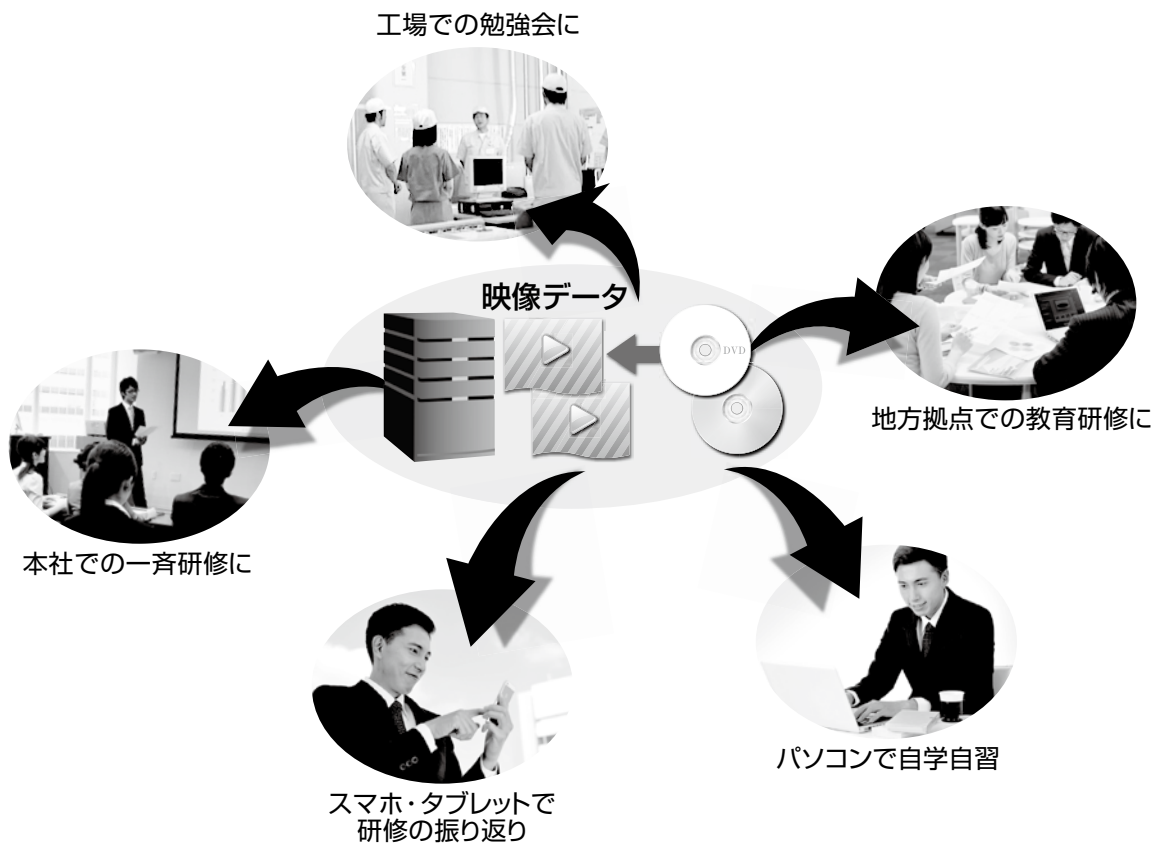 工場での勉強会に
映像データ
DVD
地方拠点での教育研修に
本社での一斉研修に
パソコンで自学自習
スマホ・タブレットで
研修の振り返り